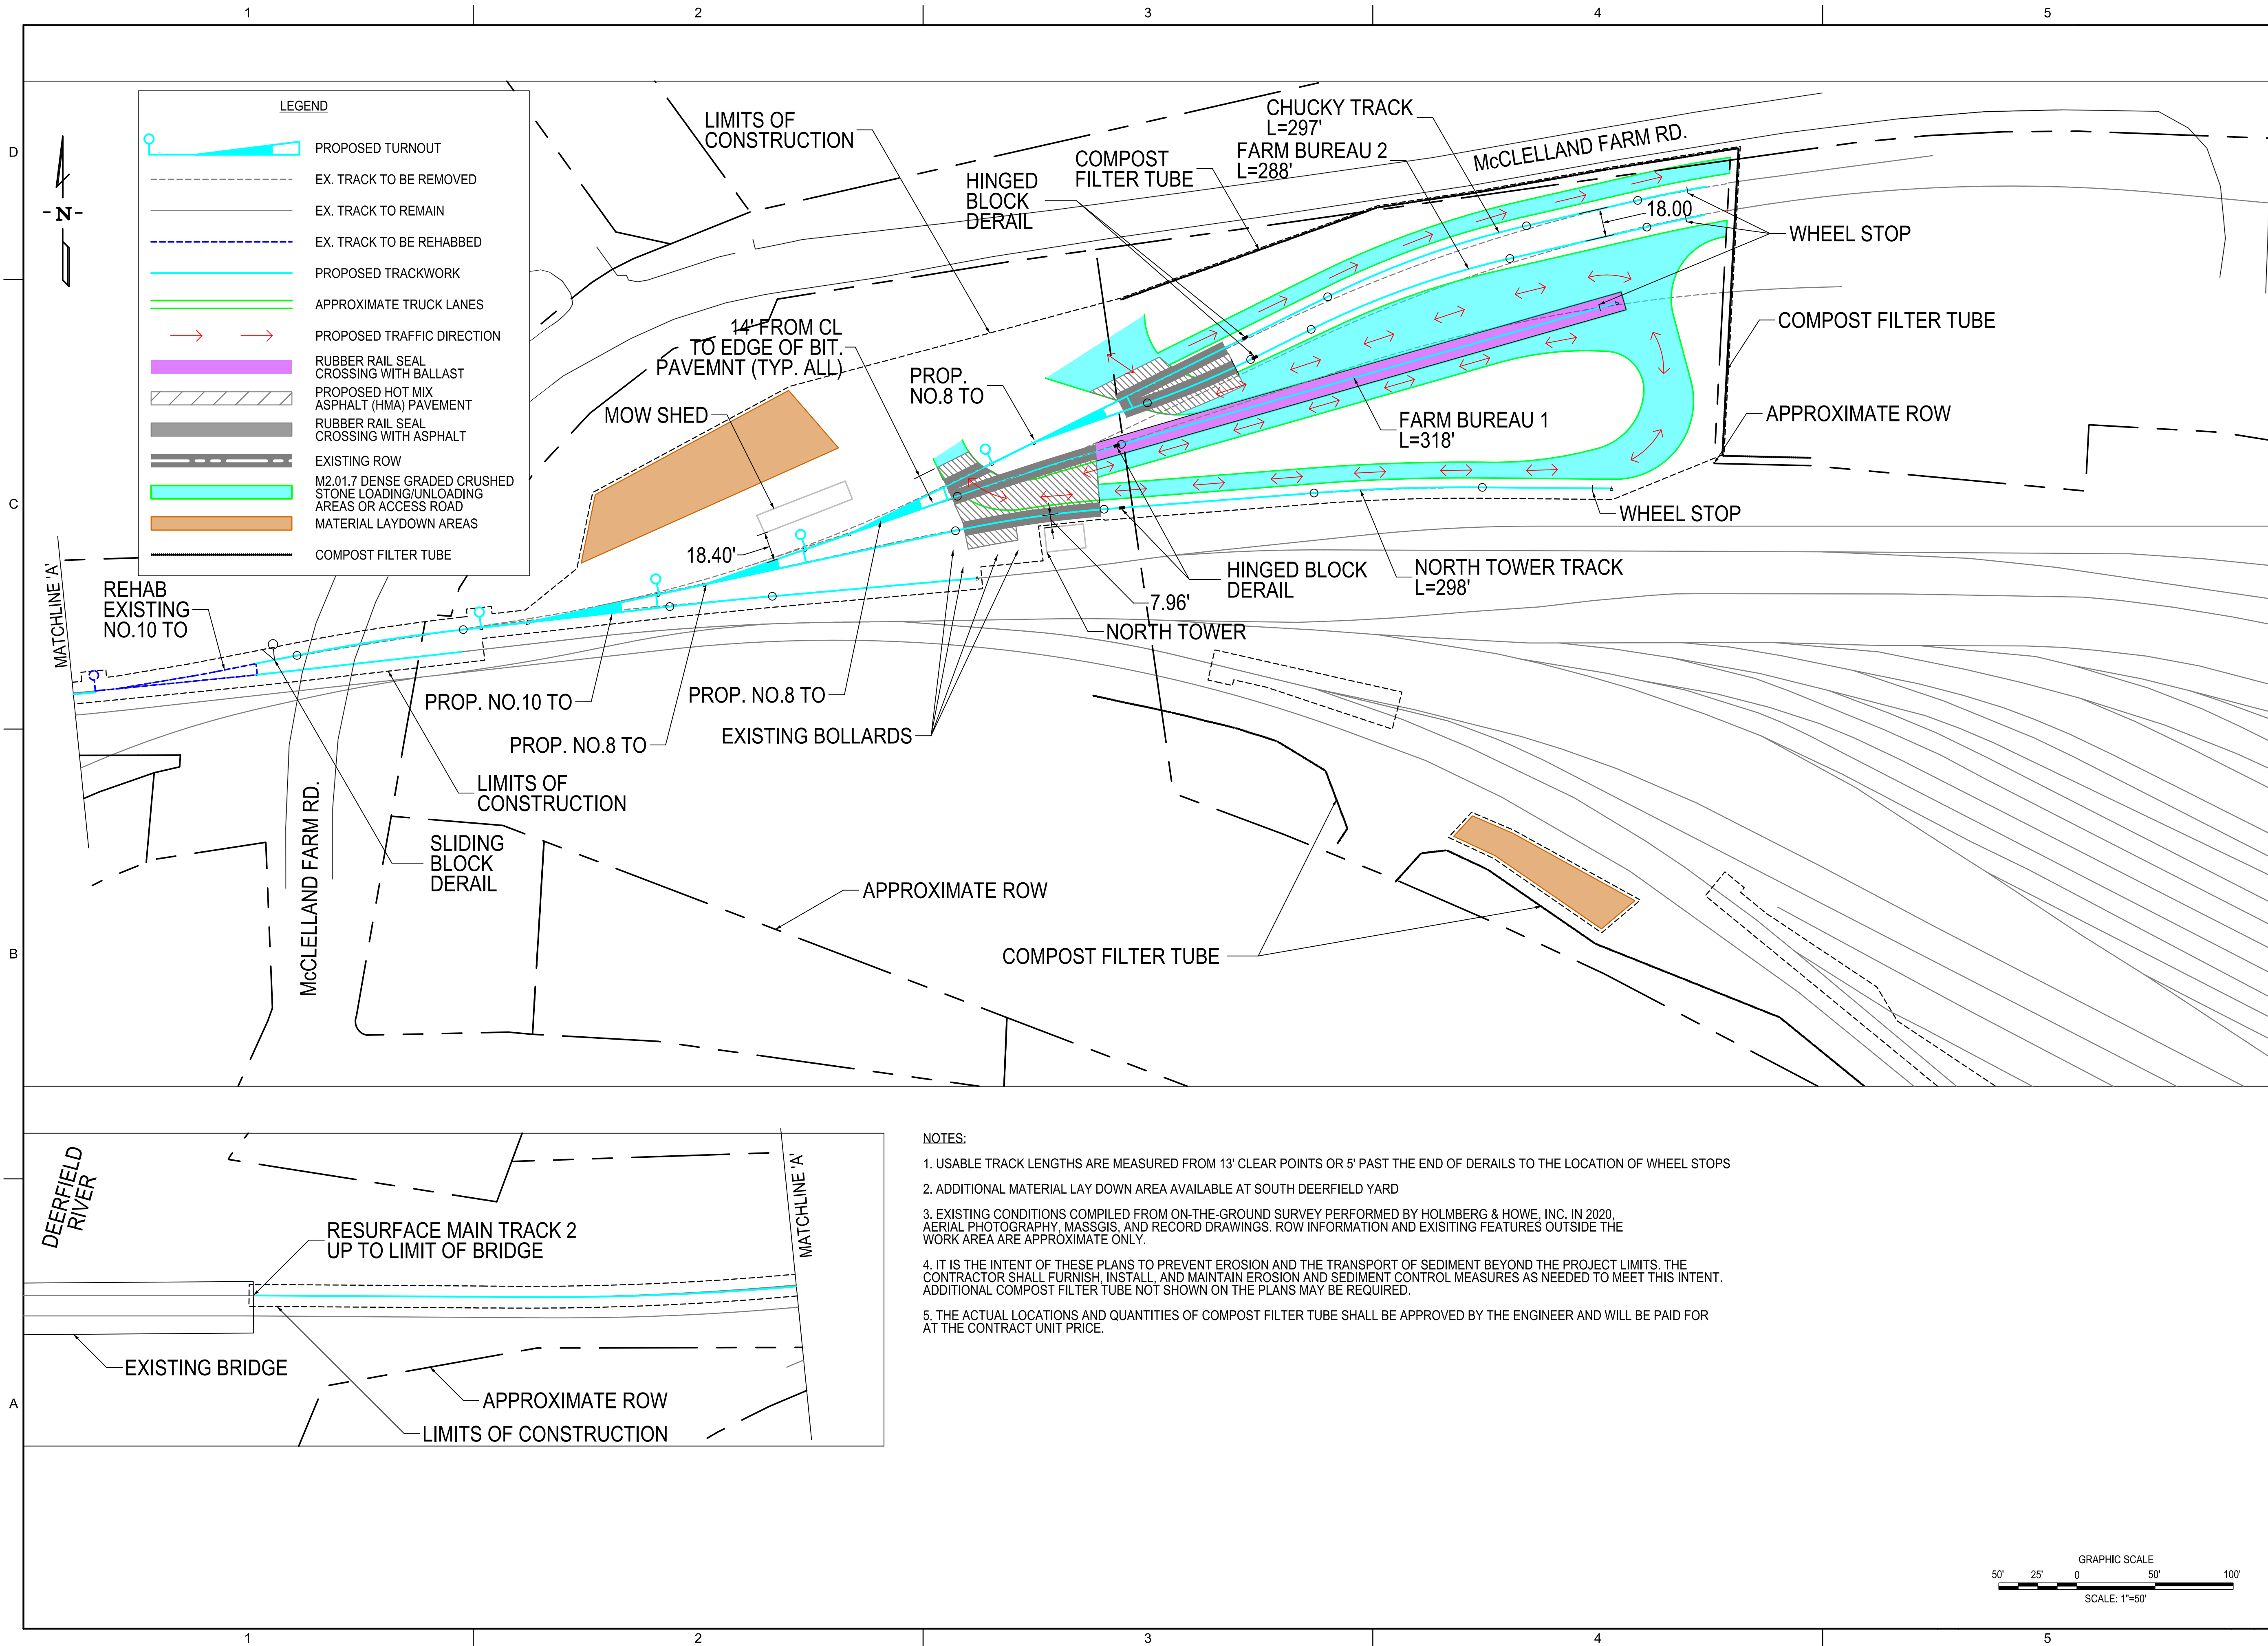 1
2
3
4
5
D
C
B
A
LEGEND
PROPOSED TURNOUT
EX. TRACK TO BE REMOVED
EX. TRACK TO REMAIN
EX. TRACK TO BE REHABBED
PROPOSED TRACKWORK
APPROXIMATE TRUCK LANES
PROPOSED TRAFFIC DIRECTION
RUBBER RAIL SEAL
CROSSING WITH BALLAST
PROPOSED HOT MIX
ASPHALT (HMA) PAVEMENT
RUBBER RAIL SEAL
CROSSING WITH ASPHALT
EXISTING ROW
M2.01.7 DENSE GRADED CRUSHED
STONE LOADING/UNLOADING
AREAS OR ACCESS ROAD
MATERIAL LAYDOWN AREAS
COMPOST FILTER TUBE
N
LIMITS OF
CONSTRUCTION
CHUCKY TRACK
L=297'
FARM BUREAU 2
L=288'
COMPOST
FILTER TUBE
HINGED
BLOCK
DERAIL
McCLELLAND FARM RD.
18.00
WHEEL STOP
COMPOST FILTER TUBE
14' FROM CL
TO EDGE OF BIT.
PAVEMNT (TYP. ALL)
PROP.
NO.8 TO
MOW SHED
FARM BUREAU 1
L=318'
APPROXIMATE ROW
WHEEL STOP
18.40'
HINGED BLOCK
DERAIL
NORTH TOWER TRACK
L=298'
7.96'
NORTH TOWER
MATCHLINE 'A'
REHAB
EXISTING
NO.10 TO
PROP. NO.10 TO
PROP. NO.8 TO
PROP. NO.8 TO
EXISTING BOLLARDS
LIMITS OF
CONSTRUCTION
SLIDING
BLOCK
DERAIL
McCLELLAND FARM RD.
APPROXIMATE ROW
COMPOST FILTER TUBE
DEERFIELD
RIVER
RESURFACE MAIN TRACK 2
UP TO LIMIT OF BRIDGE
MATCHLINE 'A'
EXISTING BRIDGE
APPROXIMATE ROW
LIMITS OF CONSTRUCTION
NOTES:
1. USABLE TRACK LENGTHS ARE MEASURED FROM 13' CLEAR POINTS OR 5' PAST THE END OF DERAILS TO THE LOCATION OF WHEEL STOPS
2. ADDITIONAL MATERIAL LAY DOWN AREA AVAILABLE AT SOUTH DEERFIELD YARD
3. EXISTING CONDITIONS COMPILED FROM ON-THE-GROUND SURVEY PERFORMED BY HOLMBERG & HOWE, INC. IN 2020,
AERIAL PHOTOGRAPHY, MASSGIS, AND RECORD DRAWINGS. ROW INFORMATION AND EXISITING FEATURES OUTSIDE THE
WORK AREA ARE APPROXIMATE ONLY.
4. IT IS THE INTENT OF THESE PLANS TO PREVENT EROSION AND THE TRANSPORT OF SEDIMENT BEYOND THE PROJECT LIMITS. THE
CONTRACTOR SHALL FURNISH, INSTALL, AND MAINTAIN EROSION AND SEDIMENT CONTROL MEASURES AS NEEDED TO MEET THIS INTENT.
ADDITIONAL COMPOST FILTER TUBE NOT SHOWN ON THE PLANS MAY BE REQUIRED.
5. THE ACTUAL LOCATIONS AND QUANTITIES OF COMPOST FILTER TUBE SHALL BE APPROVED BY THE ENGINEER AND WILL BE PAID FOR
AT THE CONTRACT UNIT PRICE.
GRAPHIC SCALE
50' 25' 0 50' 100'
SCALE: 1"=50'
1
2
3
4
5